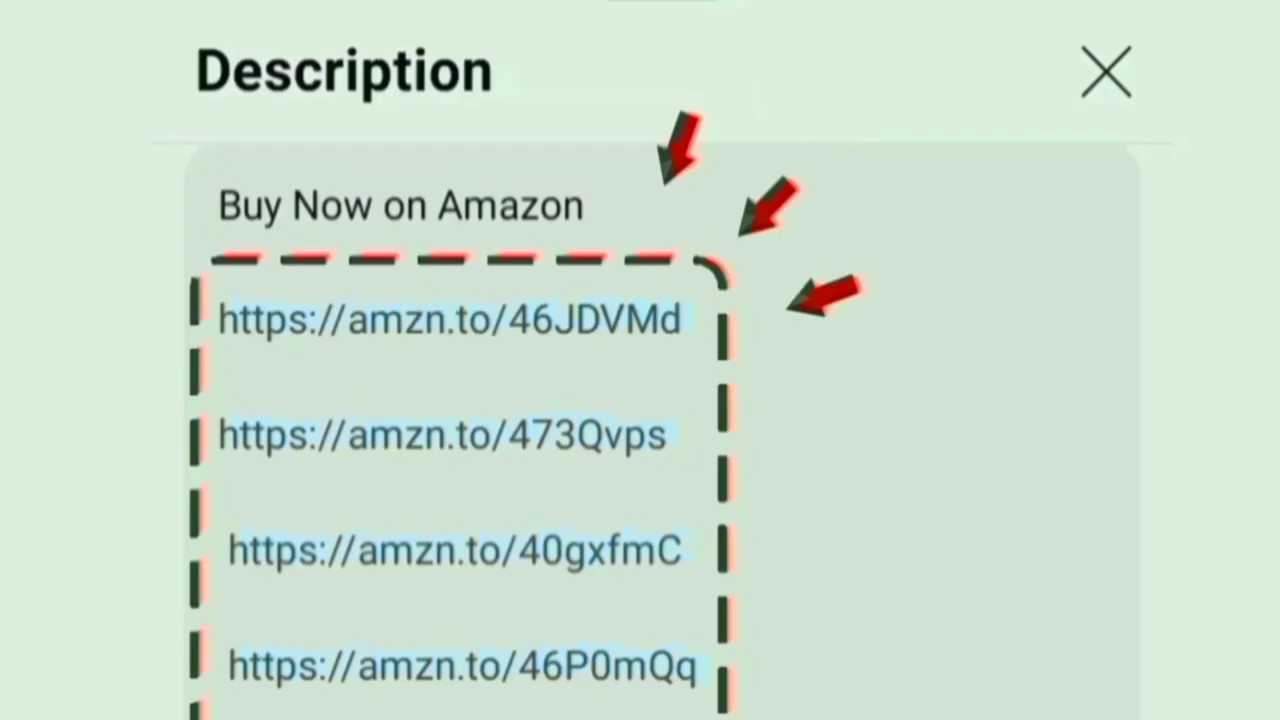 Description
Buy Now on Amazon
https://amzn.to/46JDVMd
https://amzn.to/473Qvps
https://amzn.to/40gxfmC
https://amzn.to/46P0mQq